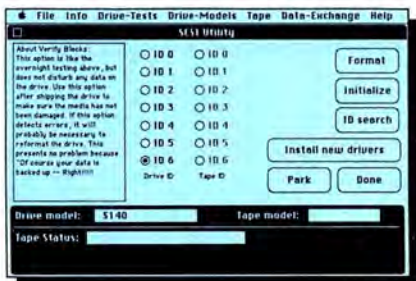 File Info Drive-Tests Drive-Models Tape Data-Exchange Help
SCSI Utility
About Verify Blocks:
This option is like the
overnight testing above, but
does not disturb any data on
the drive. Use this option
after shipping the drive to
make sure the media has not
been damaged. If this option
detects errors, it will
probably be necessary to
reformat the drive. This
presents no problem because
"Of course your data is
backed up -- Right!!!!!
ID 0 ID 0
ID 1 ID 1
ID 2 ID 2
ID 3 ID 3
ID 4 ID 4
ID 5 ID 5
ID 6 ID 6
Drive ID Tape ID
Format
Initialize
ID search
Install new drivers
Park Done
Drive model: S140 Tape model:
Tape Status: